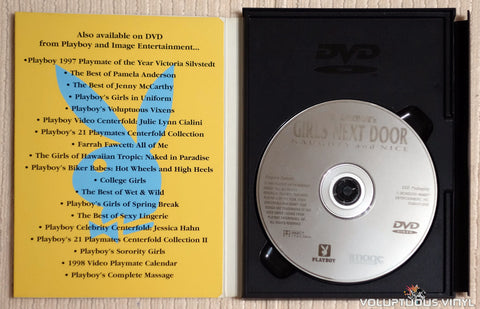 Also available on DVD
from Playboy and Image Entertainment...
•Playboy 1997 Playmate of the Year Victoria Silvstedt
• The Best of Pamela Anderson
• The Best of Jenny McCarthy
• Playboy's Girls in Uniform
• Playboy's Voluptuous Vixens
• Playboy Video Centerfold: Julie Lynn Cialini
• Playboy's 21 Playmates Centerfold Collection
• Farrah Fawcett: All of Me
• The Girls of Hawaiian Tropic: Naked in Paradise
•Playboy's Biker Babes: Hot Wheels and High Heels
• College Girls
• The Best of Wet & Wild
• Playboy's Girls of Spring Break
• The Best of Sexy Lingerie
• Playboy Celebrity Centerfold: Jessica Hahn
• Playboy's 21 Playmates Centerfold Collection II
• Playboy's Sorority Girls
• 1998 Video Playmate Calendar
• Playboy's Complete Massage
DVD
GIRLS NEXT DOOR
NAUGHTY and NICE
DVD
VIDEO
PLAYBOY
image
VOLUPTUOUS.VINYL